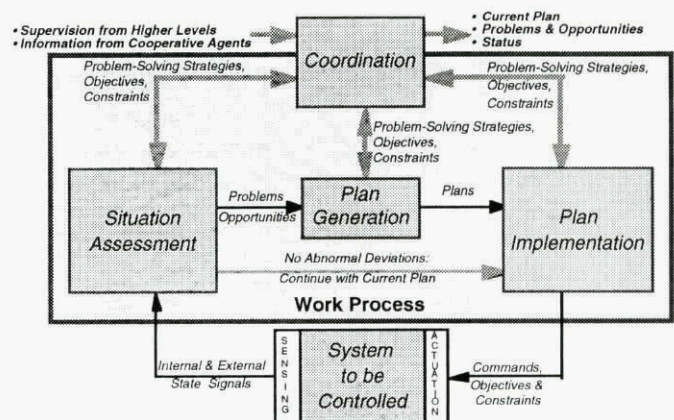 • Supervision from Higher Levels
• Information from Cooperative Agents
• Current Plan
• Problems & Opportunities
• Status
Coordination
Problem-Solving Strategies,
Objectives,
Constraints
Problem-Solving Strategies,
Objectives,
Constraints
Problem-Solving Strategies,
Objectives,
Constraints
Situation
Assessment
Problems
Opportunities
Plan
Generation
Plans
Plan
Implementation
No Abnormal Deviations:
Continue with Current Plan
Work Process
Internal & External
State Signals
SENSING
System
to be
Controlled
ACTUATION
Commands,
Objectives &
Constraints